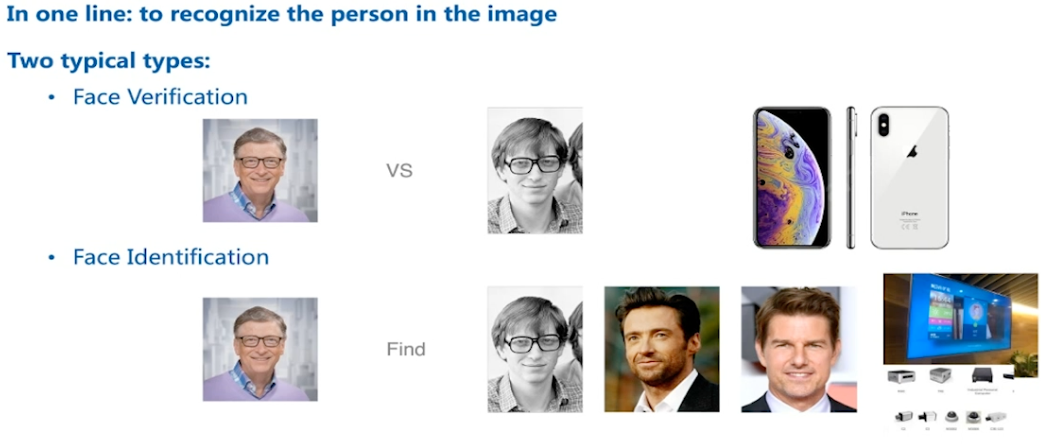 In one line: to recognize the person in the image
Two typical types:
• Face Verification
VS
iPhone
• Face Identification
Find